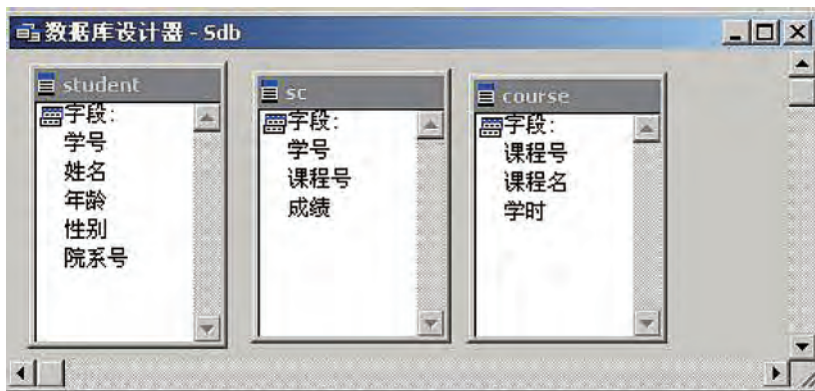 数据库设计器 - Sdb
student
字段:
学号
姓名
年龄
性别
院系号
sc
字段:
学号
课程号
成绩
course
字段:
课程号
课程名
学时